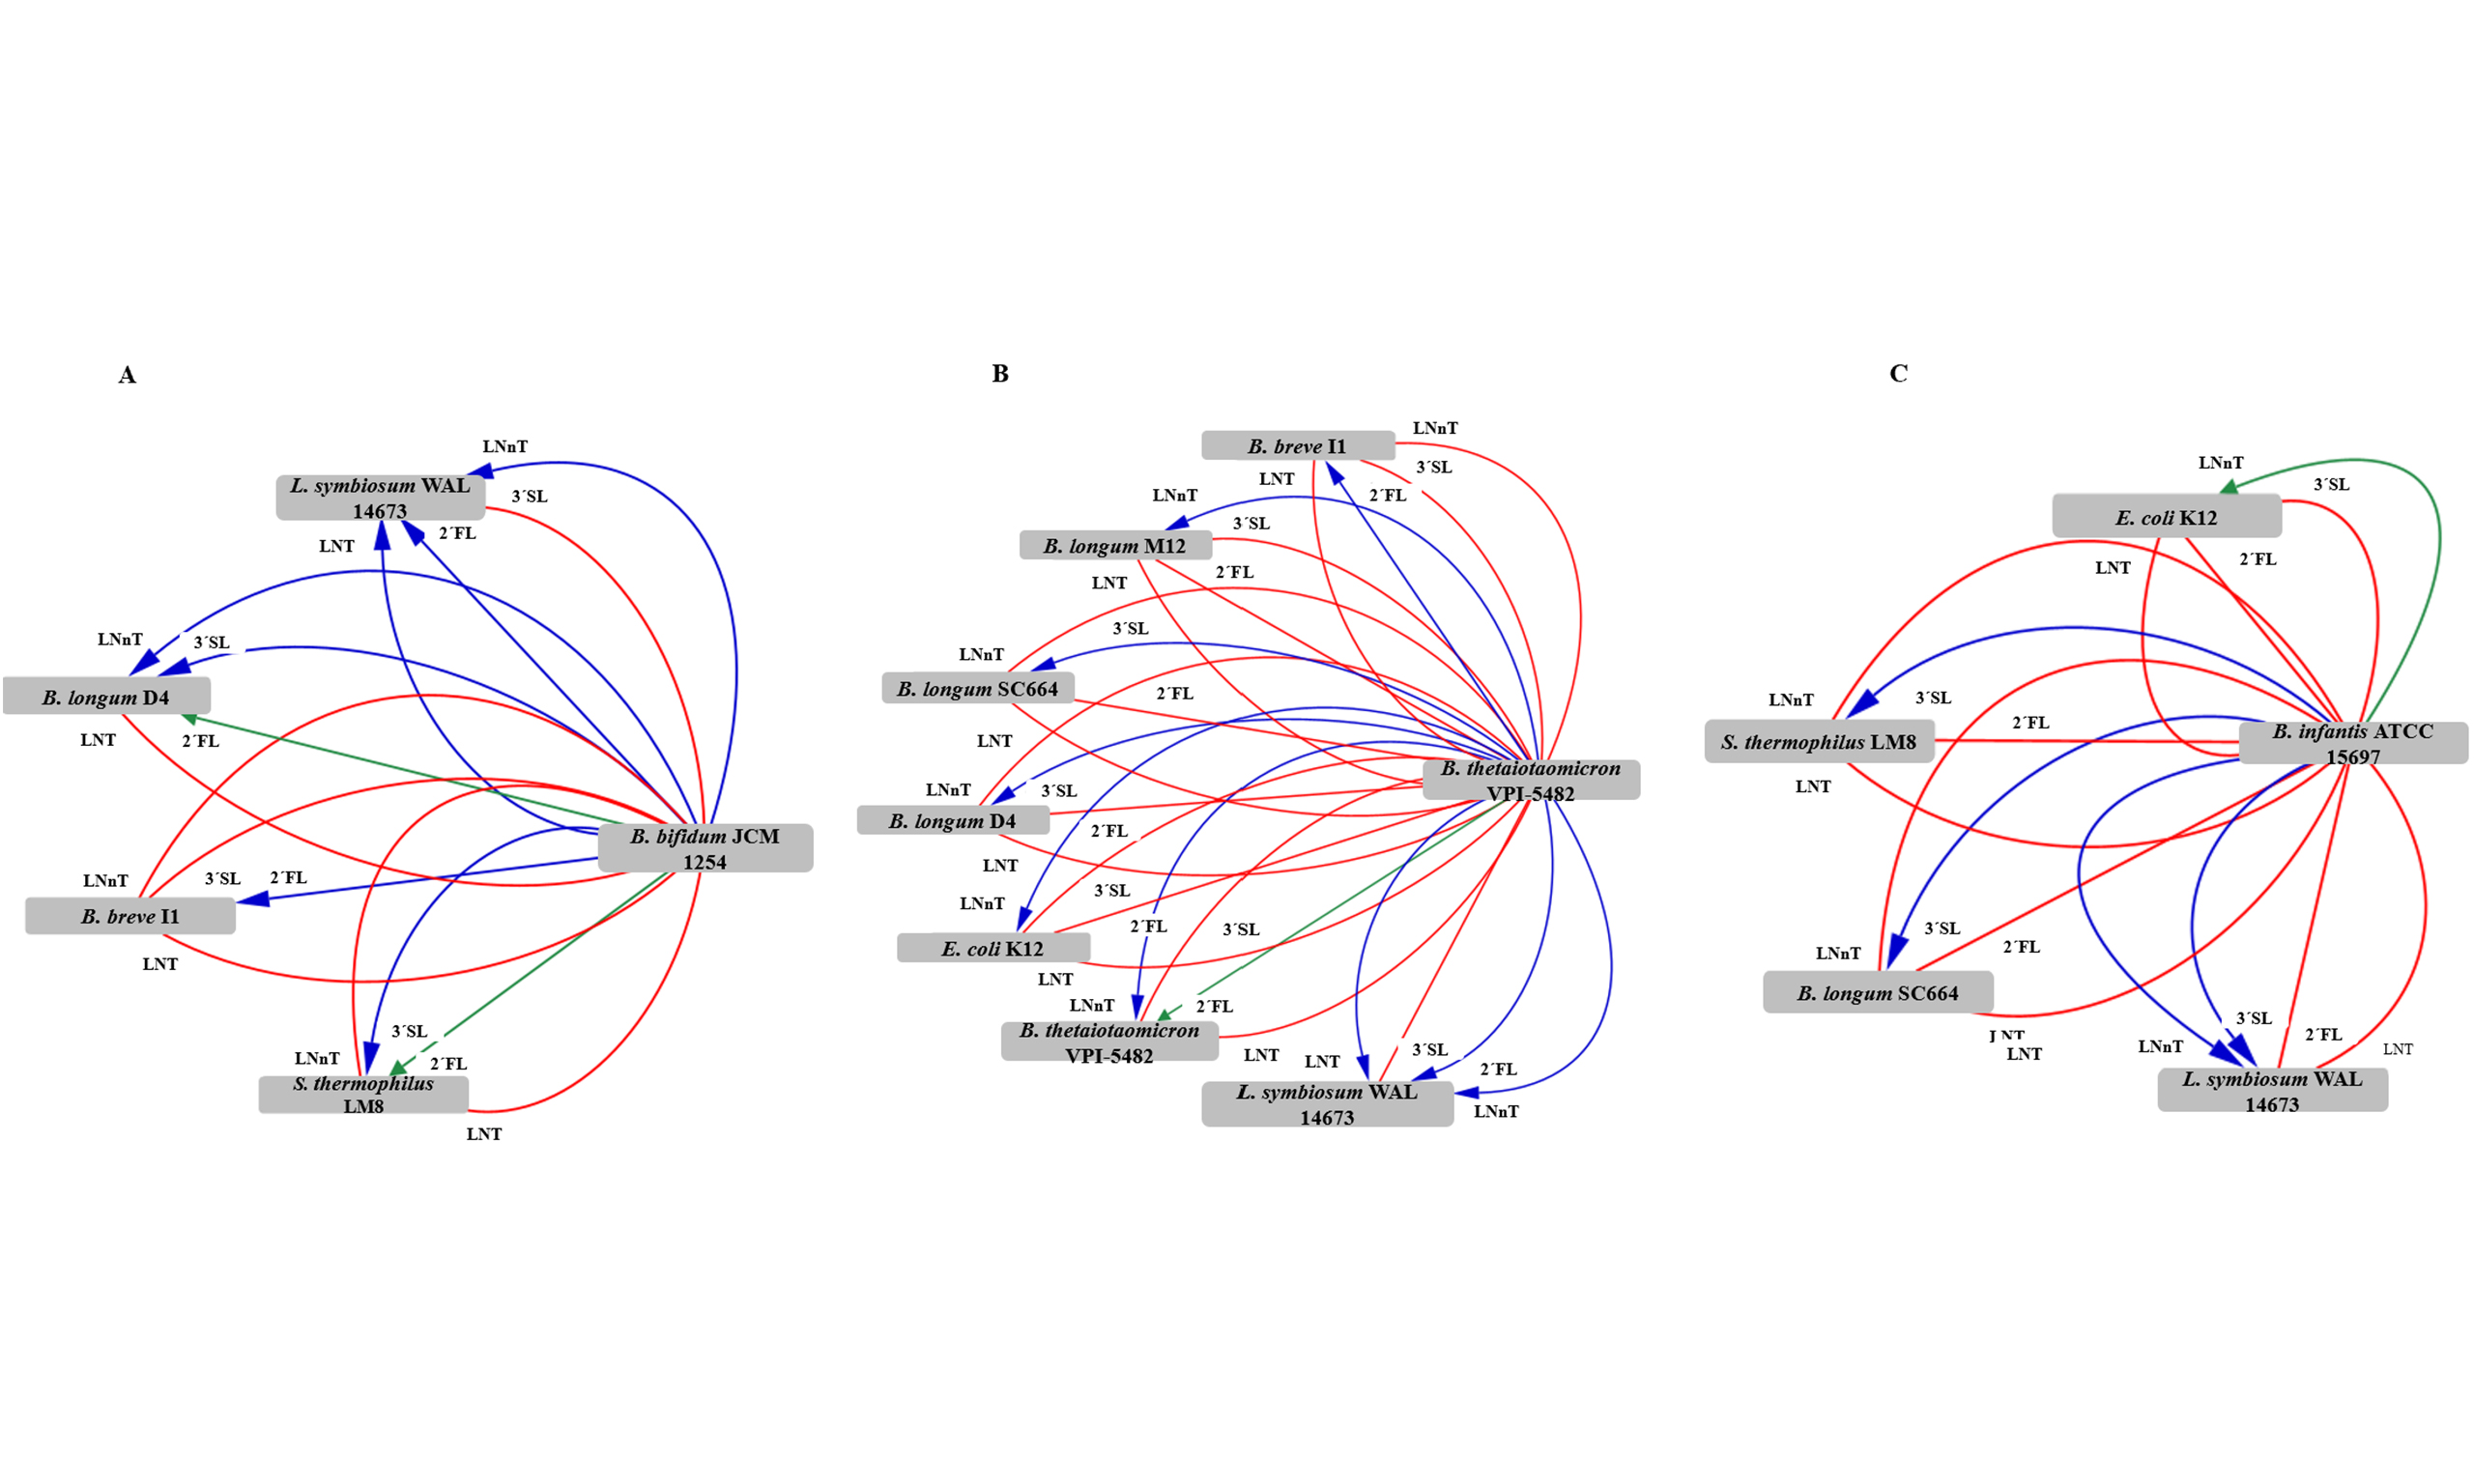 A
LNnT
L. symbiosum WAL
14673
3´SL
LNT
2´FL
LNnT
3´SL
B. longum D4
LNT
2´FL
B. bifidum JCM
1254
LNnT
3´SL
2´FL
B. breve I1
LNT
3´SL
LNnT
2´FL
S. thermophilus
LM8
LNT
B
LNnT
B. breve I1
3´SL
LNT
2´FL
LNnT
3´SL
B. longum M12
LNT
2´FL
3´SL
LNnT
B. longum SC664
2´FL
LNT
B. thetaiotaomicron
VPI-5482
LNnT
3´SL
B. longum D4
2´FL
LNT
3´SL
LNnT
2´FL
3´SL
E. coli K12
LNT
LNnT
2´FL
B. thetaiotaomicron
VPI-5482
LNT
LNT
3´SL
2´FL
L. symbiosum WAL
14673
LNnT
C
LNnT
3´SL
E. coli K12
LNT
2´FL
LNnT
3´SL
2´FL
S. thermophilus LM8
B. infantis ATCC
15697
LNT
3´SL
LNnT
2´FL
B. longum SC664
LNT
LNT
3´SL
LNnT
2´FL
LNT
L. symbiosum WAL
14673